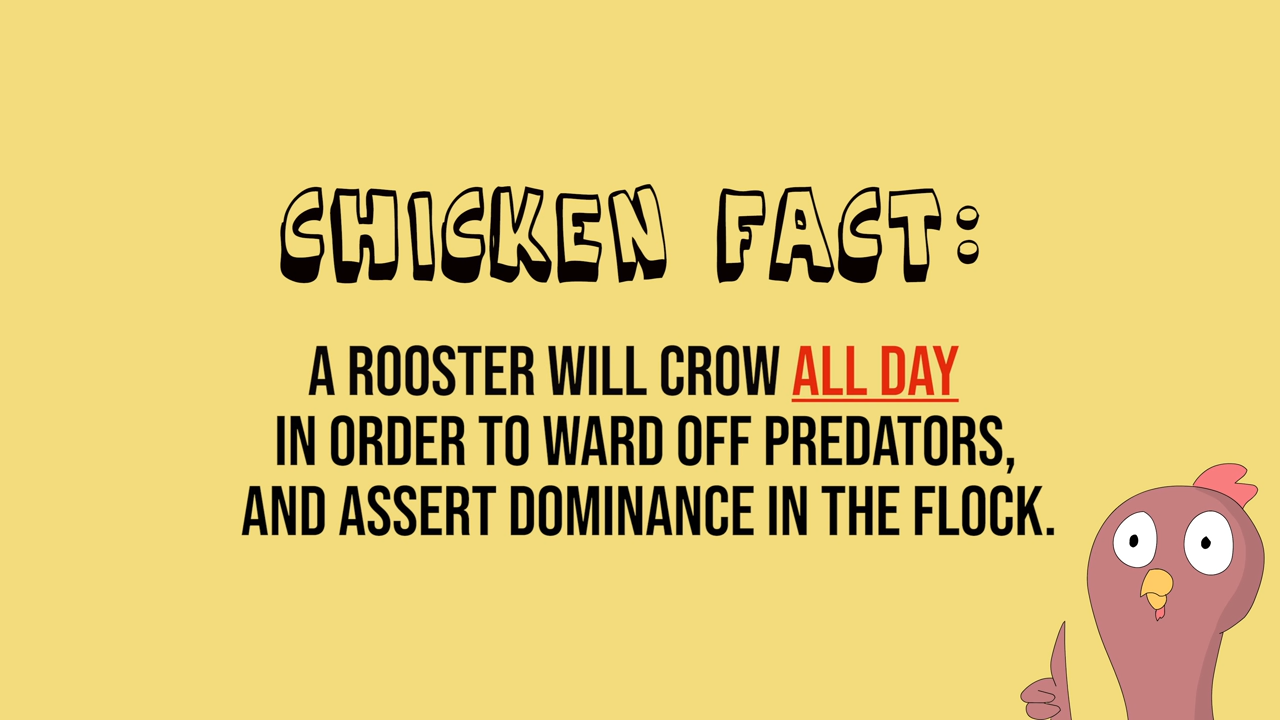 CHICKEN FACT:
A ROOSTER WILL CROW ALL DAY
IN ORDER TO WARD OFF PREDATORS,
AND ASSERT DOMINANCE IN THE FLOCK.